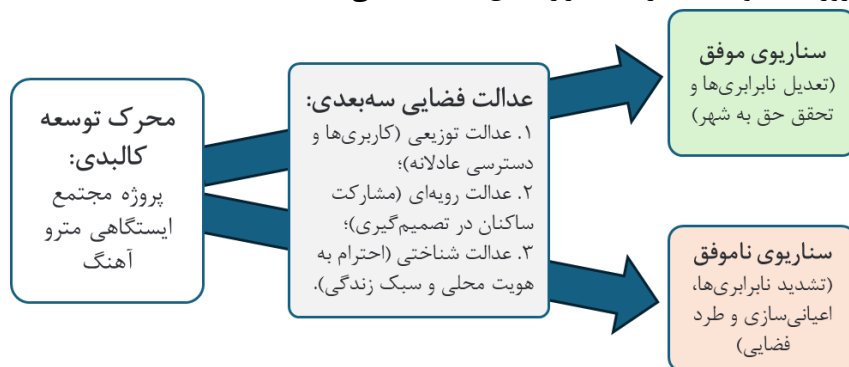 محرک توسعه
کالبدی:
پروژه مجتمع
ایستگاهی مترو
آهنگ
عدالت فضایی سه‌بعدی:
۱. عدالت توزیعی (کاربری‌ها و
دسترسی عادلانه)؛
۲. عدالت رویه‌ای (مشارکت
ساکنان در تصمیم‌گیری)؛
۳. عدالت شناختی (احترام به
هویت محلی و سبک زندگی).
سناریوی موفق
(تعدیل نابرابری‌ها و
تحقق حق به شهر)
سناریوی ناموفق
(تشدید نابرابری‌ها،
اعیانی‌سازی و طرد
فضایی)